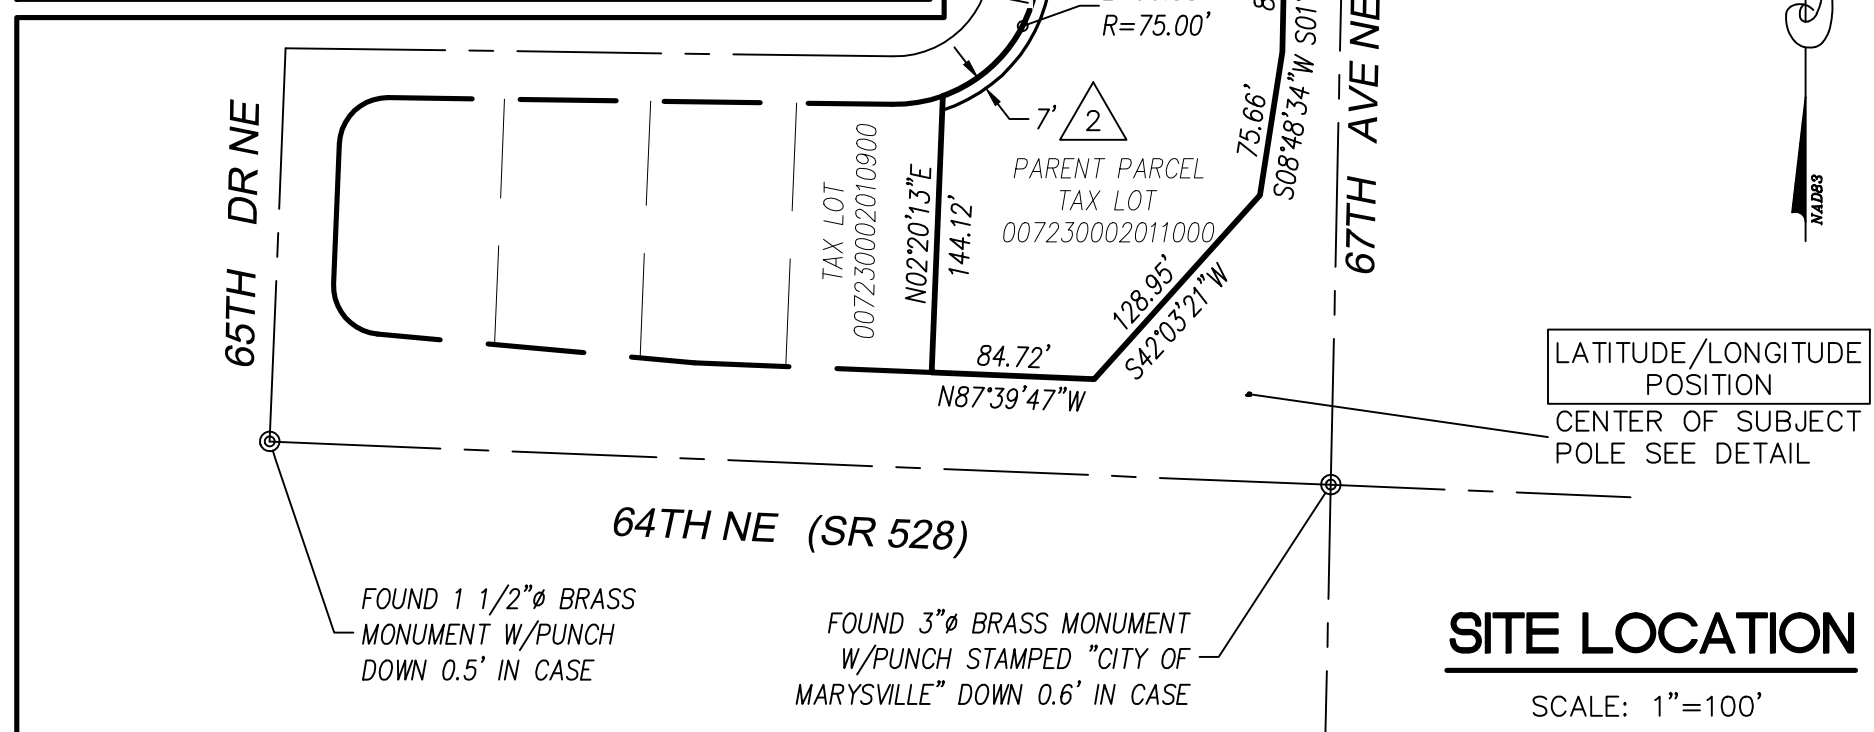 R=75.00'
7'
2
PARENT PARCEL
TAX LOT
007230002011000
TAX LOT
007230002010900
N02°20'13"E
144.12'
75.66'
S08°48'34"W
S01°
128.95'
S42°03'21"W
84.72'
N87°39'47"W
65TH DR NE
67TH AVE NE
NAD83
LATITUDE/LONGITUDE
POSITION
CENTER OF SUBJECT
POLE SEE DETAIL
64TH NE (SR 528)
FOUND 1 1/2"ø BRASS
MONUMENT W/PUNCH
DOWN 0.5' IN CASE
FOUND 3"ø BRASS MONUMENT
W/PUNCH STAMPED "CITY OF
MARYSVILLE" DOWN 0.6' IN CASE
SITE LOCATION
SCALE: 1"=100'